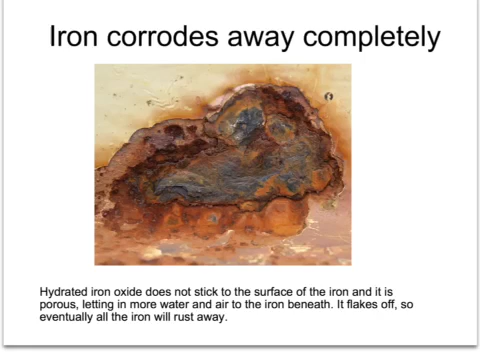 Iron corrodes away completely
Hydrated iron oxide does not stick to the surface of the iron and it is
porous, letting in more water and air to the iron beneath. It flakes off, so
eventually all the iron will rust away.